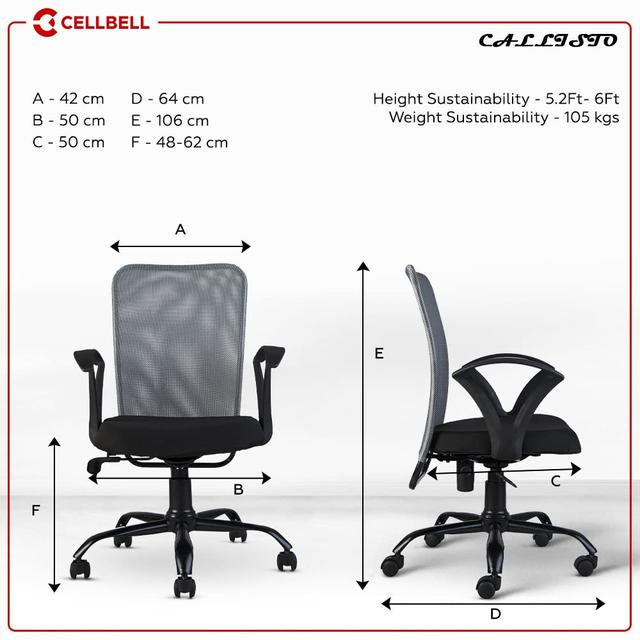 CELLBELL
CALLISTO
A - 42 cm D - 64 cm
B - 50 cm E - 106 cm
C - 50 cm F - 48-62 cm
Height Sustainability - 5.2Ft- 6Ft
Weight Sustainability - 105 kgs
A
E
B
C
F
D